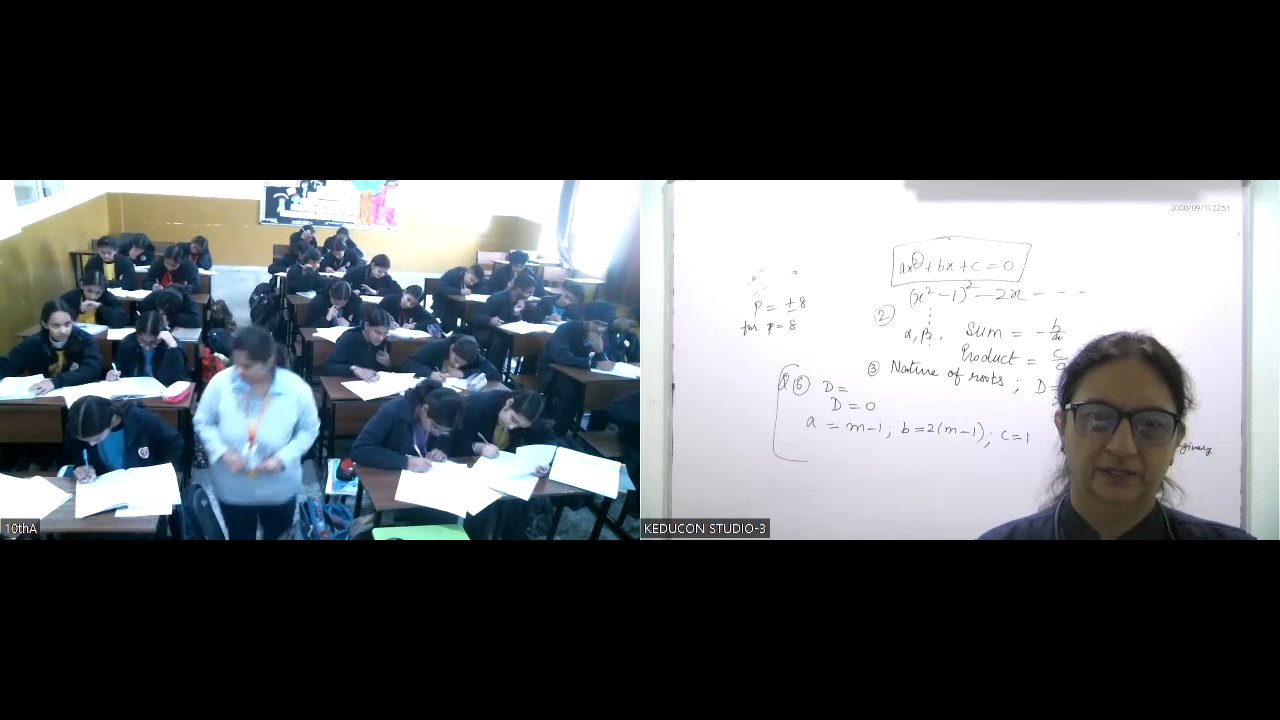 2000/09/11 22:51
ax²+bx+c=0
(x²-1)²-2x - - -
P = ±8
for p=8
②
α, β, Sum = -b/a
Product = c/a
③ Nature of roots ; D=
Q⑤ D=
D=0
a = m-1; b=2(m-1); c=1
10thA
KEDUCON STUDIO-3